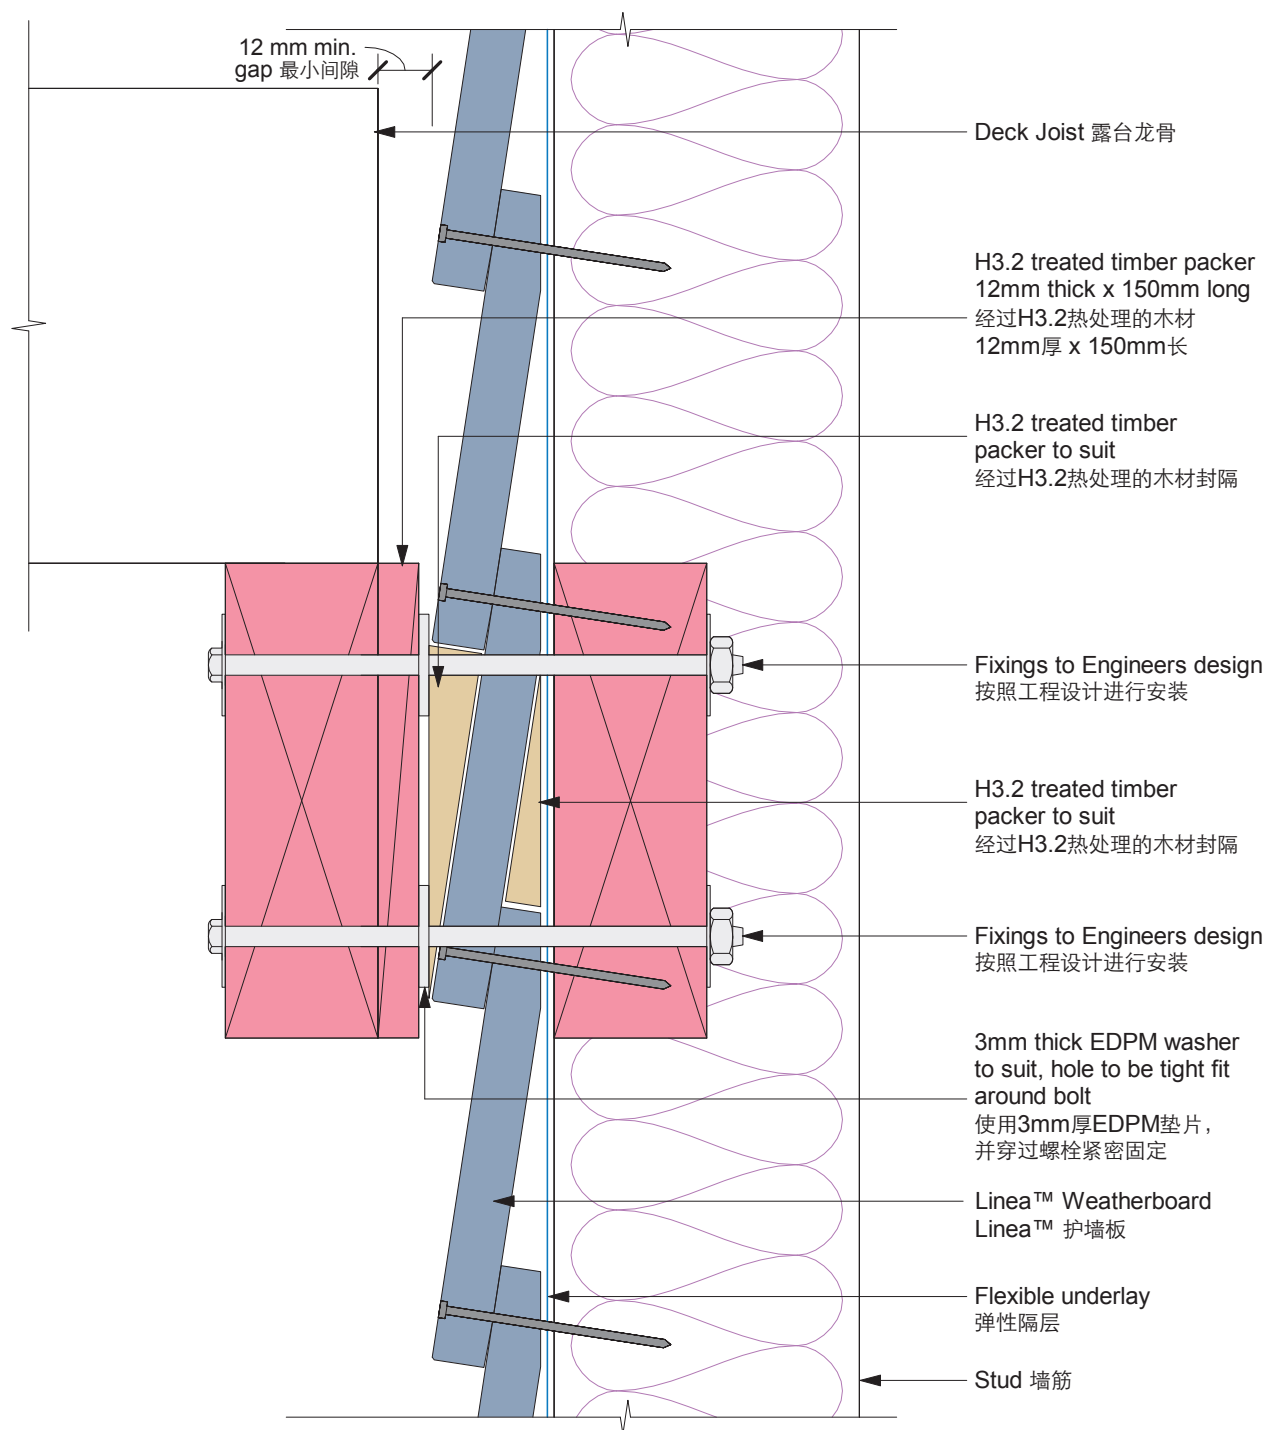 12 mm min.
gap 最小间隙
Deck Joist 露台龙骨
H3.2 treated timber packer
12mm thick x 150mm long
经过H3.2热处理的木材
12mm厚 x 150mm长
H3.2 treated timber
packer to suit
经过H3.2热处理的木材封隔
Fixings to Engineers design
按照工程设计进行安装
H3.2 treated timber
packer to suit
经过H3.2热处理的木材封隔
Fixings to Engineers design
按照工程设计进行安装
3mm thick EDPM washer
to suit, hole to be tight fit
around bolt
使用3mm厚EDPM垫片，
并穿过螺栓紧密固定
Linea™ Weatherboard
Linea™ 护墙板
Flexible underlay
弹性隔层
Stud 墙筋